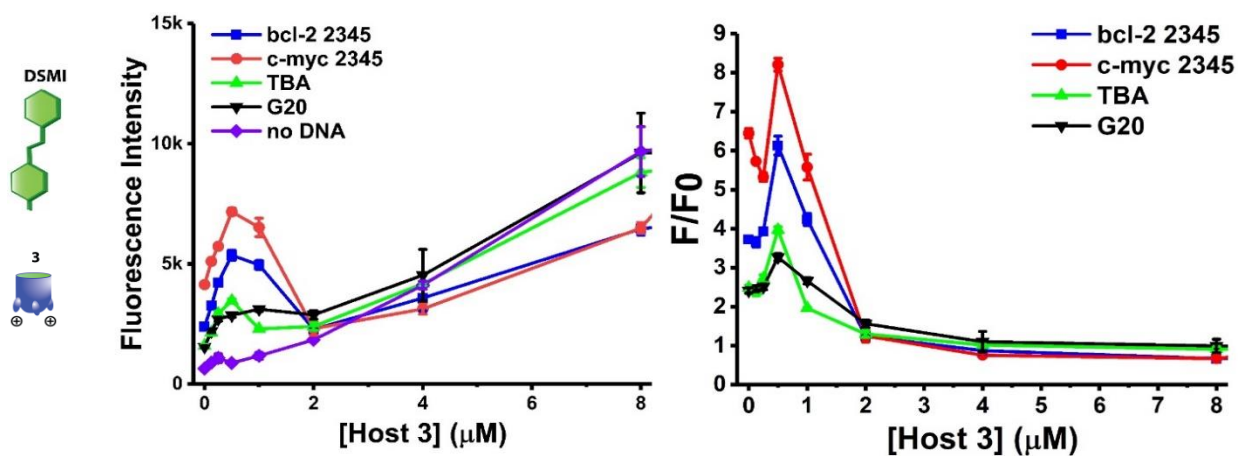 DSMI
3
⊕ ⊕
Fluorescence Intensity
15k
10k
5k
0
bcl-2 2345
c-myc 2345
TBA
G20
no DNA
0 2 4 6 8
[Host 3] (μM)
F/F0
9
8
7
6
5
4
3
2
1
0
bcl-2 2345
c-myc 2345
TBA
G20
0 1 2 3 4 5 6 7 8
[Host 3] (μM)